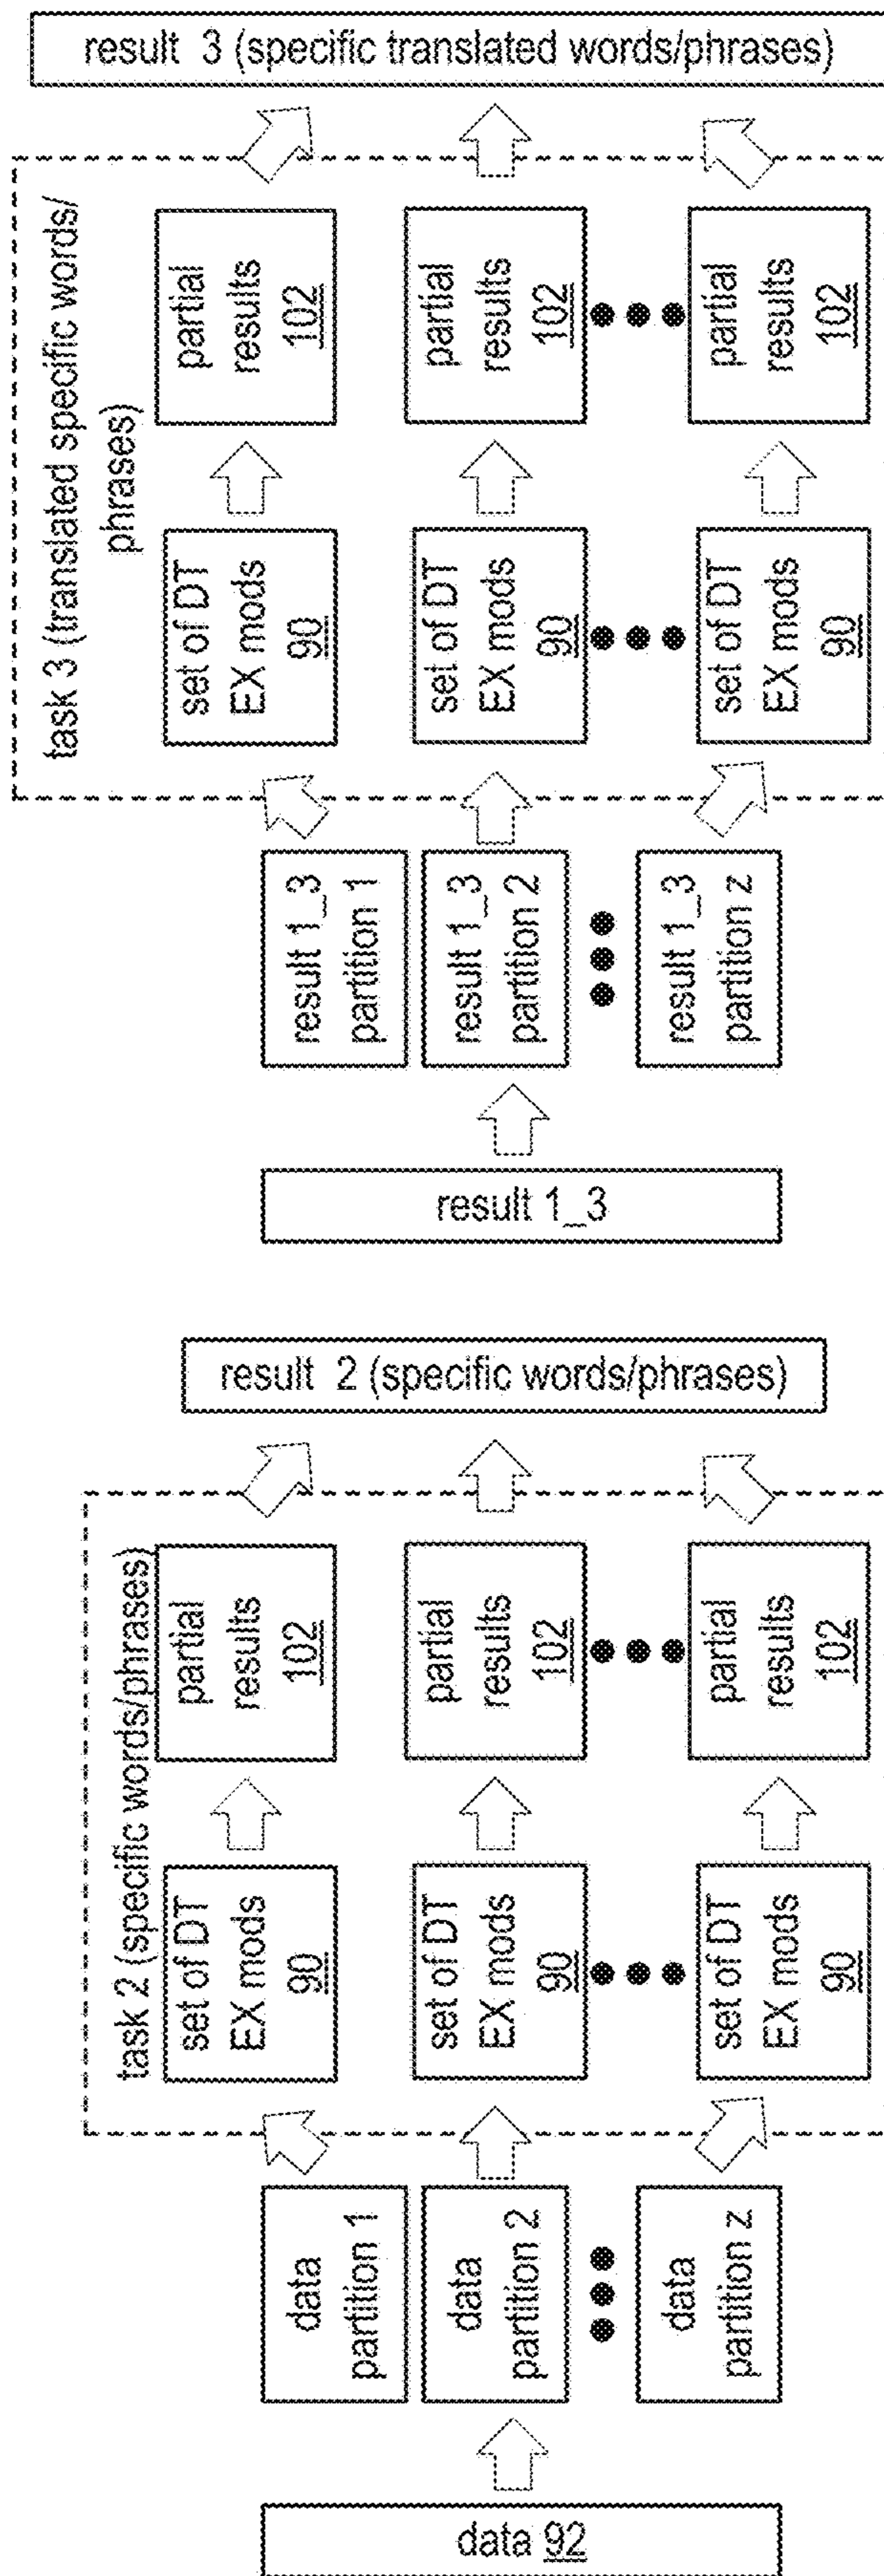 data 92
data
partition 1
data
partition 2
data
partition z
task 2 (specific words/phrases)
set of DT
EX mods
90
set of DT
EX mods
90
set of DT
EX mods
90
partial
results
102
partial
results
102
partial
results
102
result 2 (specific words/phrases)
result 1_3
result 1_3
partition 1
result 1_3
partition 2
result 1_3
partition z
task 3 (translated specific words/
phrases)
set of DT
EX mods
90
set of DT
EX mods
90
set of DT
EX mods
90
partial
results
102
partial
results
102
partial
results
102
result 3 (specific translated words/phrases)